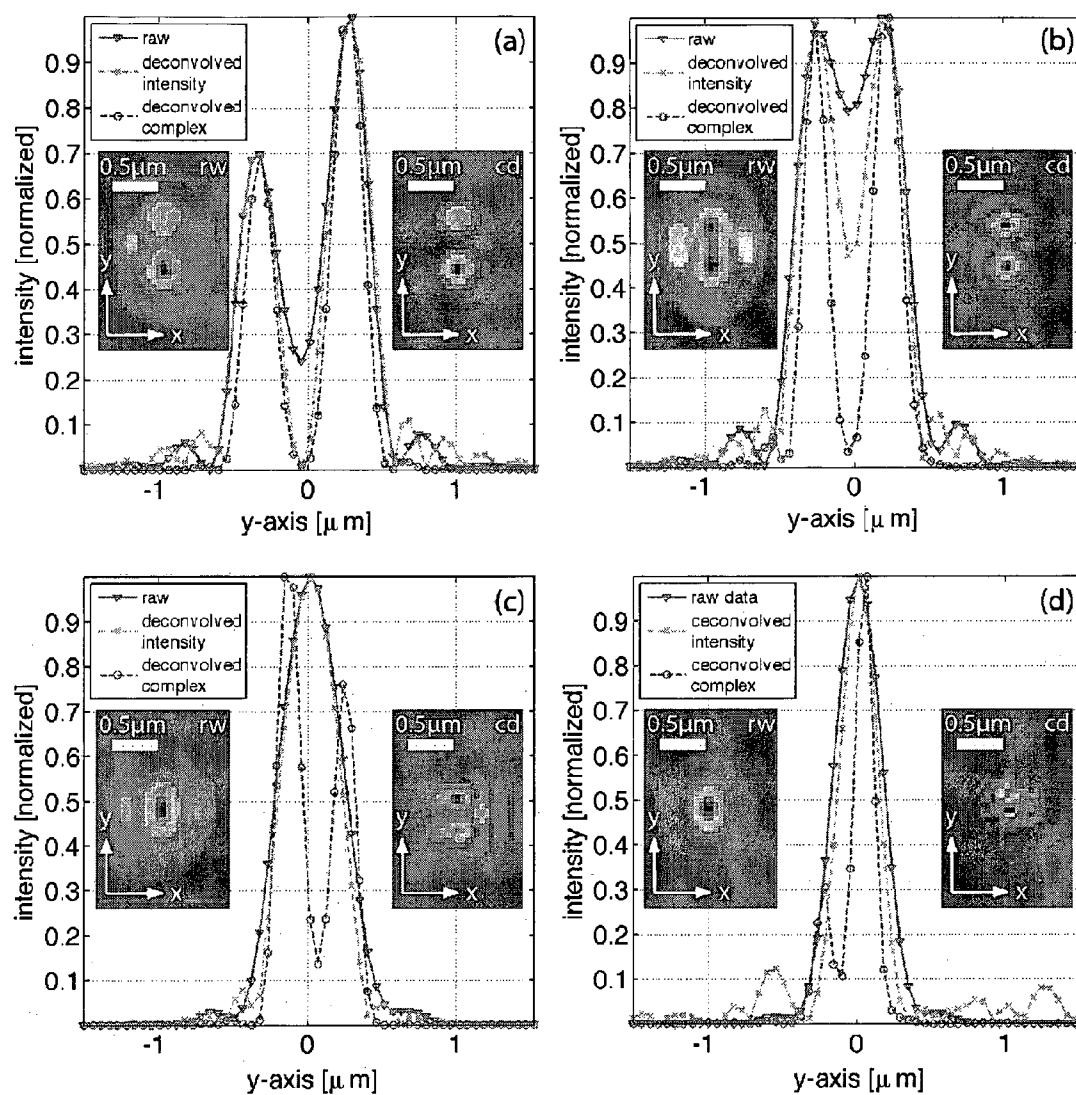 (a)
raw
deconvolved
intensity
deconvolved
complex
0.5μm rw
y
x
0.5μm cd
y
x
intensity [normalized]
0.9
0.8
0.7
0.6
0.5
0.4
0.3
0.2
0.1
-1 0 1
y-axis [μ m]
(b)
raw
deconvolved
intensity
deconvolved
complex
0.5μm rw
y
x
0.5μm cd
y
x
intensity [normalized]
0.9
0.8
0.7
0.6
0.5
0.4
0.3
0.2
0.1
-1 0 1
y-axis [μ m]
(c)
raw
deconvolved
intensity
deconvolved
complex
0.5μm rw
y
x
0.5μm cd
y
x
intensity [normalized]
0.9
0.8
0.7
0.6
0.5
0.4
0.3
0.2
0.1
-1 0 1
y-axis [μ m]
(d)
raw data
ceconvolved
intensity
ceconvolved
complex
0.5μm rw
y
x
0.5μm cd
y
x
intensity [normalized]
0.9
0.8
0.7
0.6
0.5
0.4
0.3
0.2
0.1
-1 0 1
y-axis [μ m]